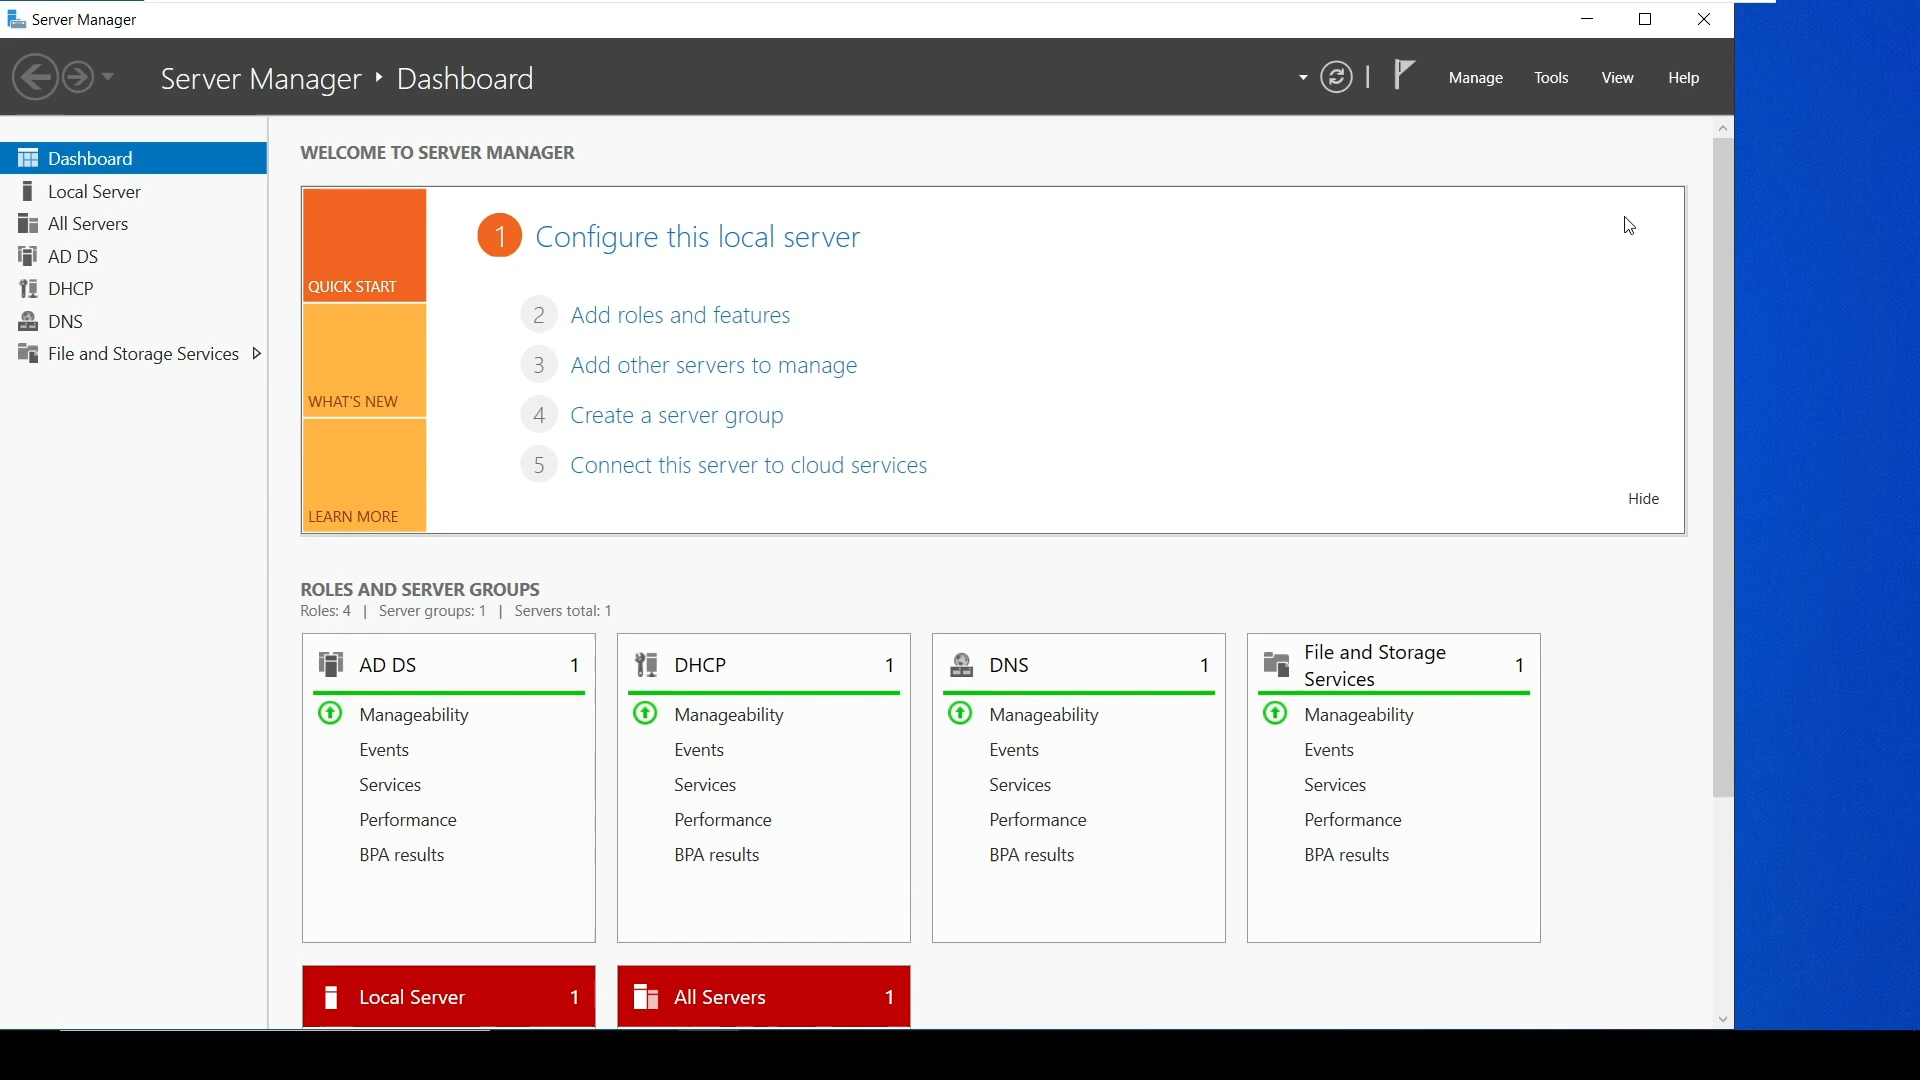 Server Manager
Server Manager ‣ Dashboard
Manage Tools View Help
Dashboard
Local Server
All Servers
AD DS
DHCP
DNS
File and Storage Services
WELCOME TO SERVER MANAGER
QUICK START
WHAT'S NEW
LEARN MORE
1 Configure this local server
2 Add roles and features
3 Add other servers to manage
4 Create a server group
5 Connect this server to cloud services
Hide
ROLES AND SERVER GROUPS
Roles: 4 | Server groups: 1 | Servers total: 1
AD DS 1
Manageability
Events
Services
Performance
BPA results
DHCP 1
Manageability
Events
Services
Performance
BPA results
DNS 1
Manageability
Events
Services
Performance
BPA results
File and Storage
Services 1
Manageability
Events
Services
Performance
BPA results
Local Server 1
All Servers 1